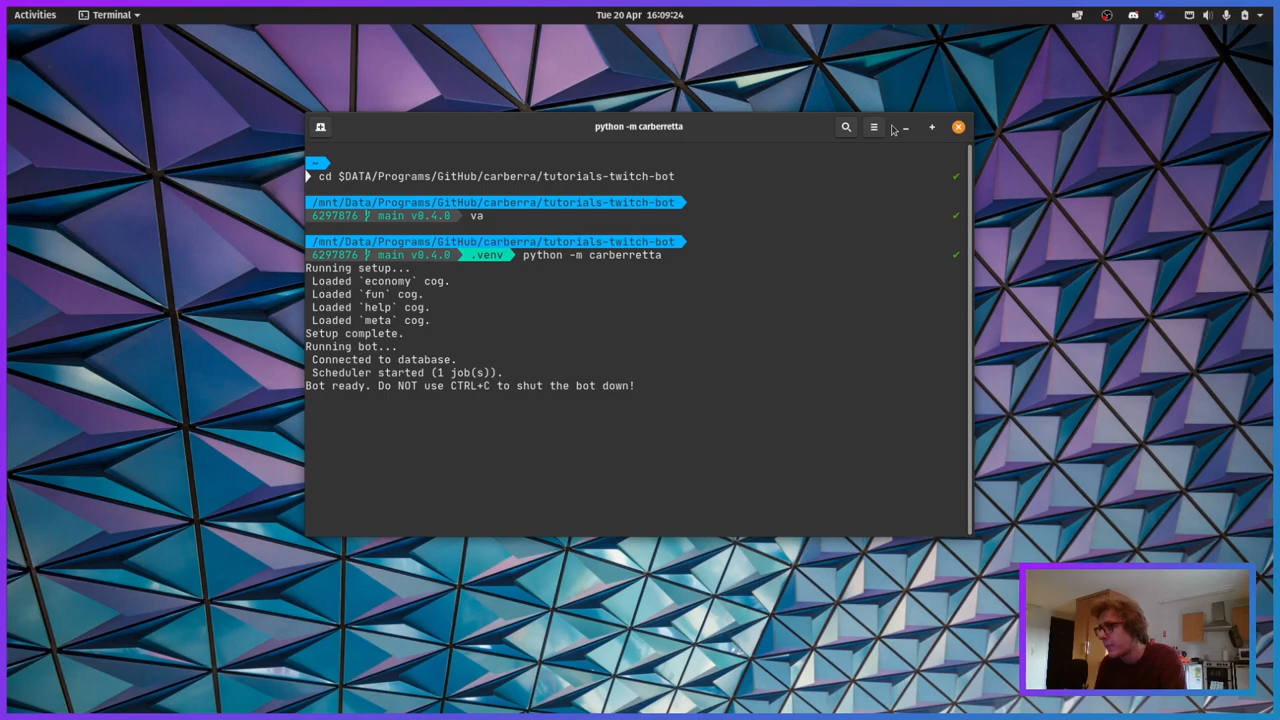 Activities
Terminal
Tue 20 Apr 16:09:24
python -m carberretta
~
cd $DATA/Programs/GitHub/carberra/tutorials-twitch-bot
/mnt/Data/Programs/GitHub/carberra/tutorials-twitch-bot
6297876 main v0.4.0 va
/mnt/Data/Programs/GitHub/carberra/tutorials-twitch-bot
6297876 main v0.4.0 .venv python -m carberretta
Running setup...
Loaded `economy` cog.
Loaded `fun` cog.
Loaded `help` cog.
Loaded `meta` cog.
Setup complete.
Running bot...
Connected to database.
Scheduler started (1 job(s)).
Bot ready. Do NOT use CTRL+C to shut the bot down!